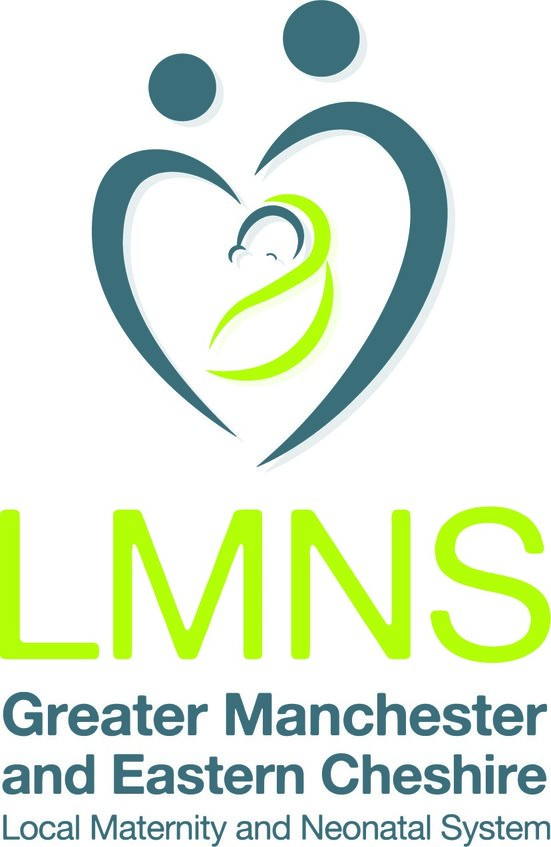 LMNS
Greater Manchester
and Eastern Cheshire
Local Maternity and Neonatal System